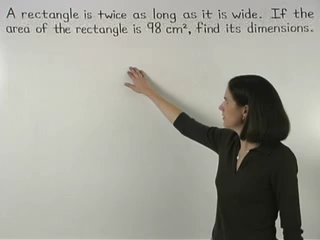 A rectangle is twice as long as it is wide. If the
area of the rectangle is 98 cm², find its dimensions.